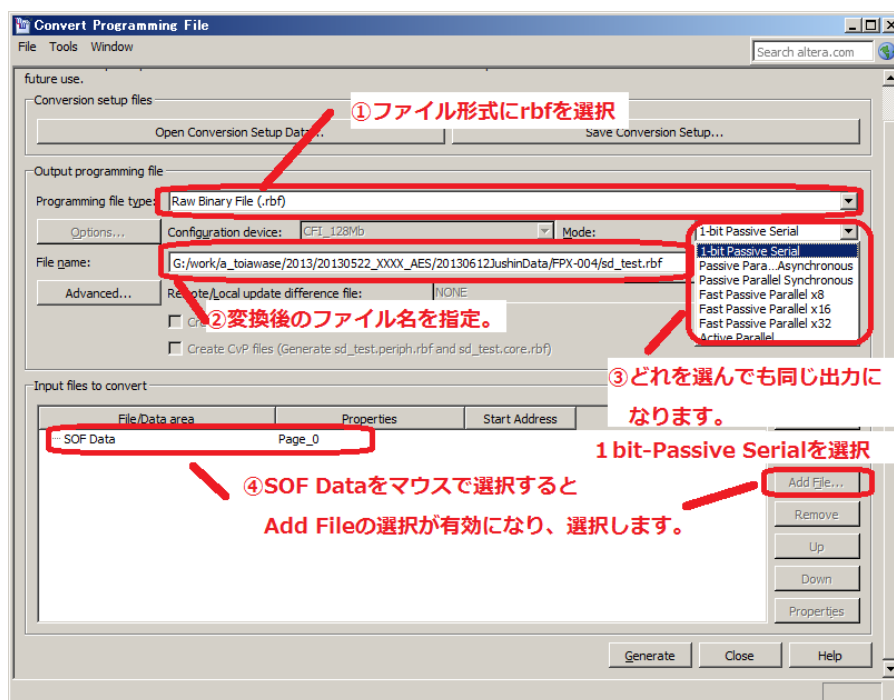 Convert Programming File
File Tools Window
Search altera.com
future use.
Conversion setup files
①ファイル形式にrbfを選択
Open Conversion Setup Data...
Save Conversion Setup...
Output programming file
Programming file type:
Raw Binary File (.rbf)
Options...
Configuration device:
CFI_128Mb
Mode:
1-bit Passive Serial
1-bit Passive Serial
Passive Para...Asynchronous
Passive Parallel Synchronous
Fast Passive Parallel x8
Fast Passive Parallel x16
Fast Passive Parallel x32
Active Parallel
File name:
G:/work/a_toiawase/2013/20130522_XXXX_AES/20130612JushinData/FPX-004/sd_test.rbf
Advanced...
Remote/Local update difference file:
NONE
②変換後のファイル名を指定。
Create CvP files (Generate sd_test.periph.rbf and sd_test.core.rbf)
③どれを選んでも同じ出力に
なります。
1bit-Passive Serialを選択
Input files to convert
File/Data area
Properties
Start Address
SOF Data
Page_0
④SOF Dataをマウスで選択すると
Add Fileの選択が有効になり、選択します。
Add File...
Remove
Up
Down
Properties
Generate
Close
Help